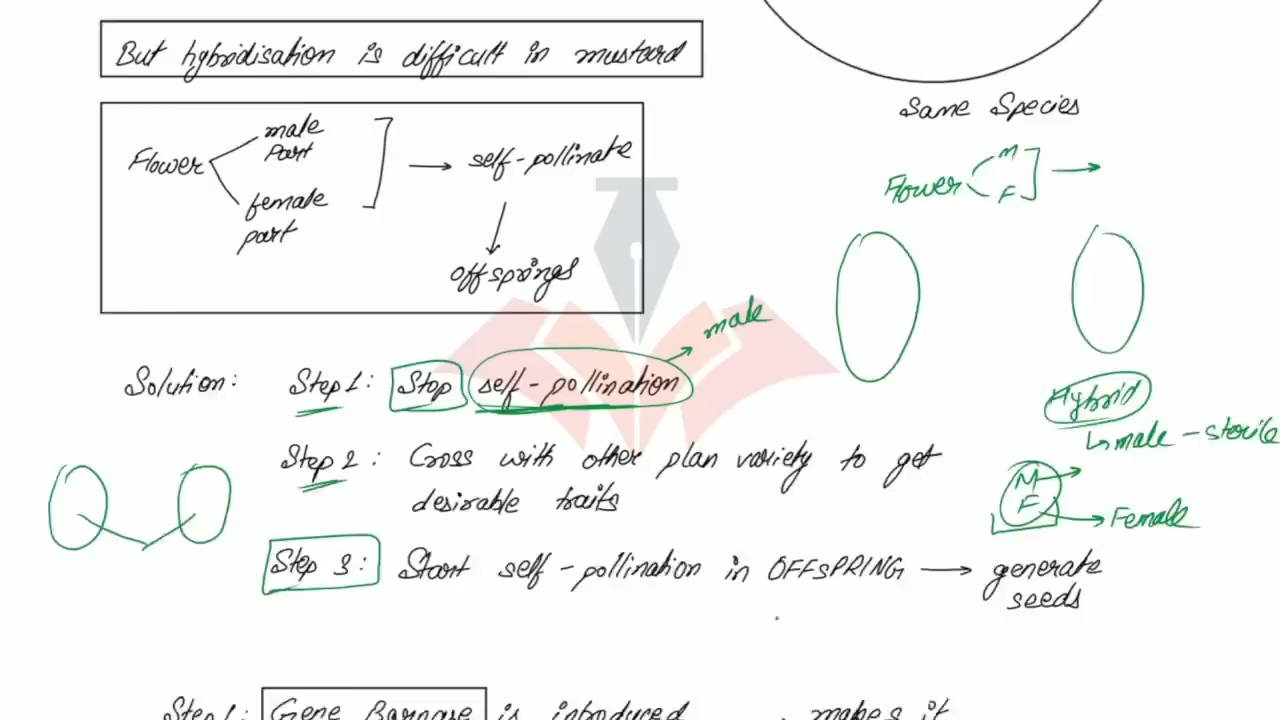 But hybridisation is difficult in mustard
Same Species
Flower
male
part
female
part
self-pollinate
offsprings
Flower
M
F
male
Solution: Step 1: Stop self-pollination
Hybrid
male - sterile
Step 2: Cross with other plan variety to get
desirable traits
M
F
Female
Step 3: Start self-pollination in OFFSPRING → generate
seeds
Step 1: Gene Barnase is introduced makes it